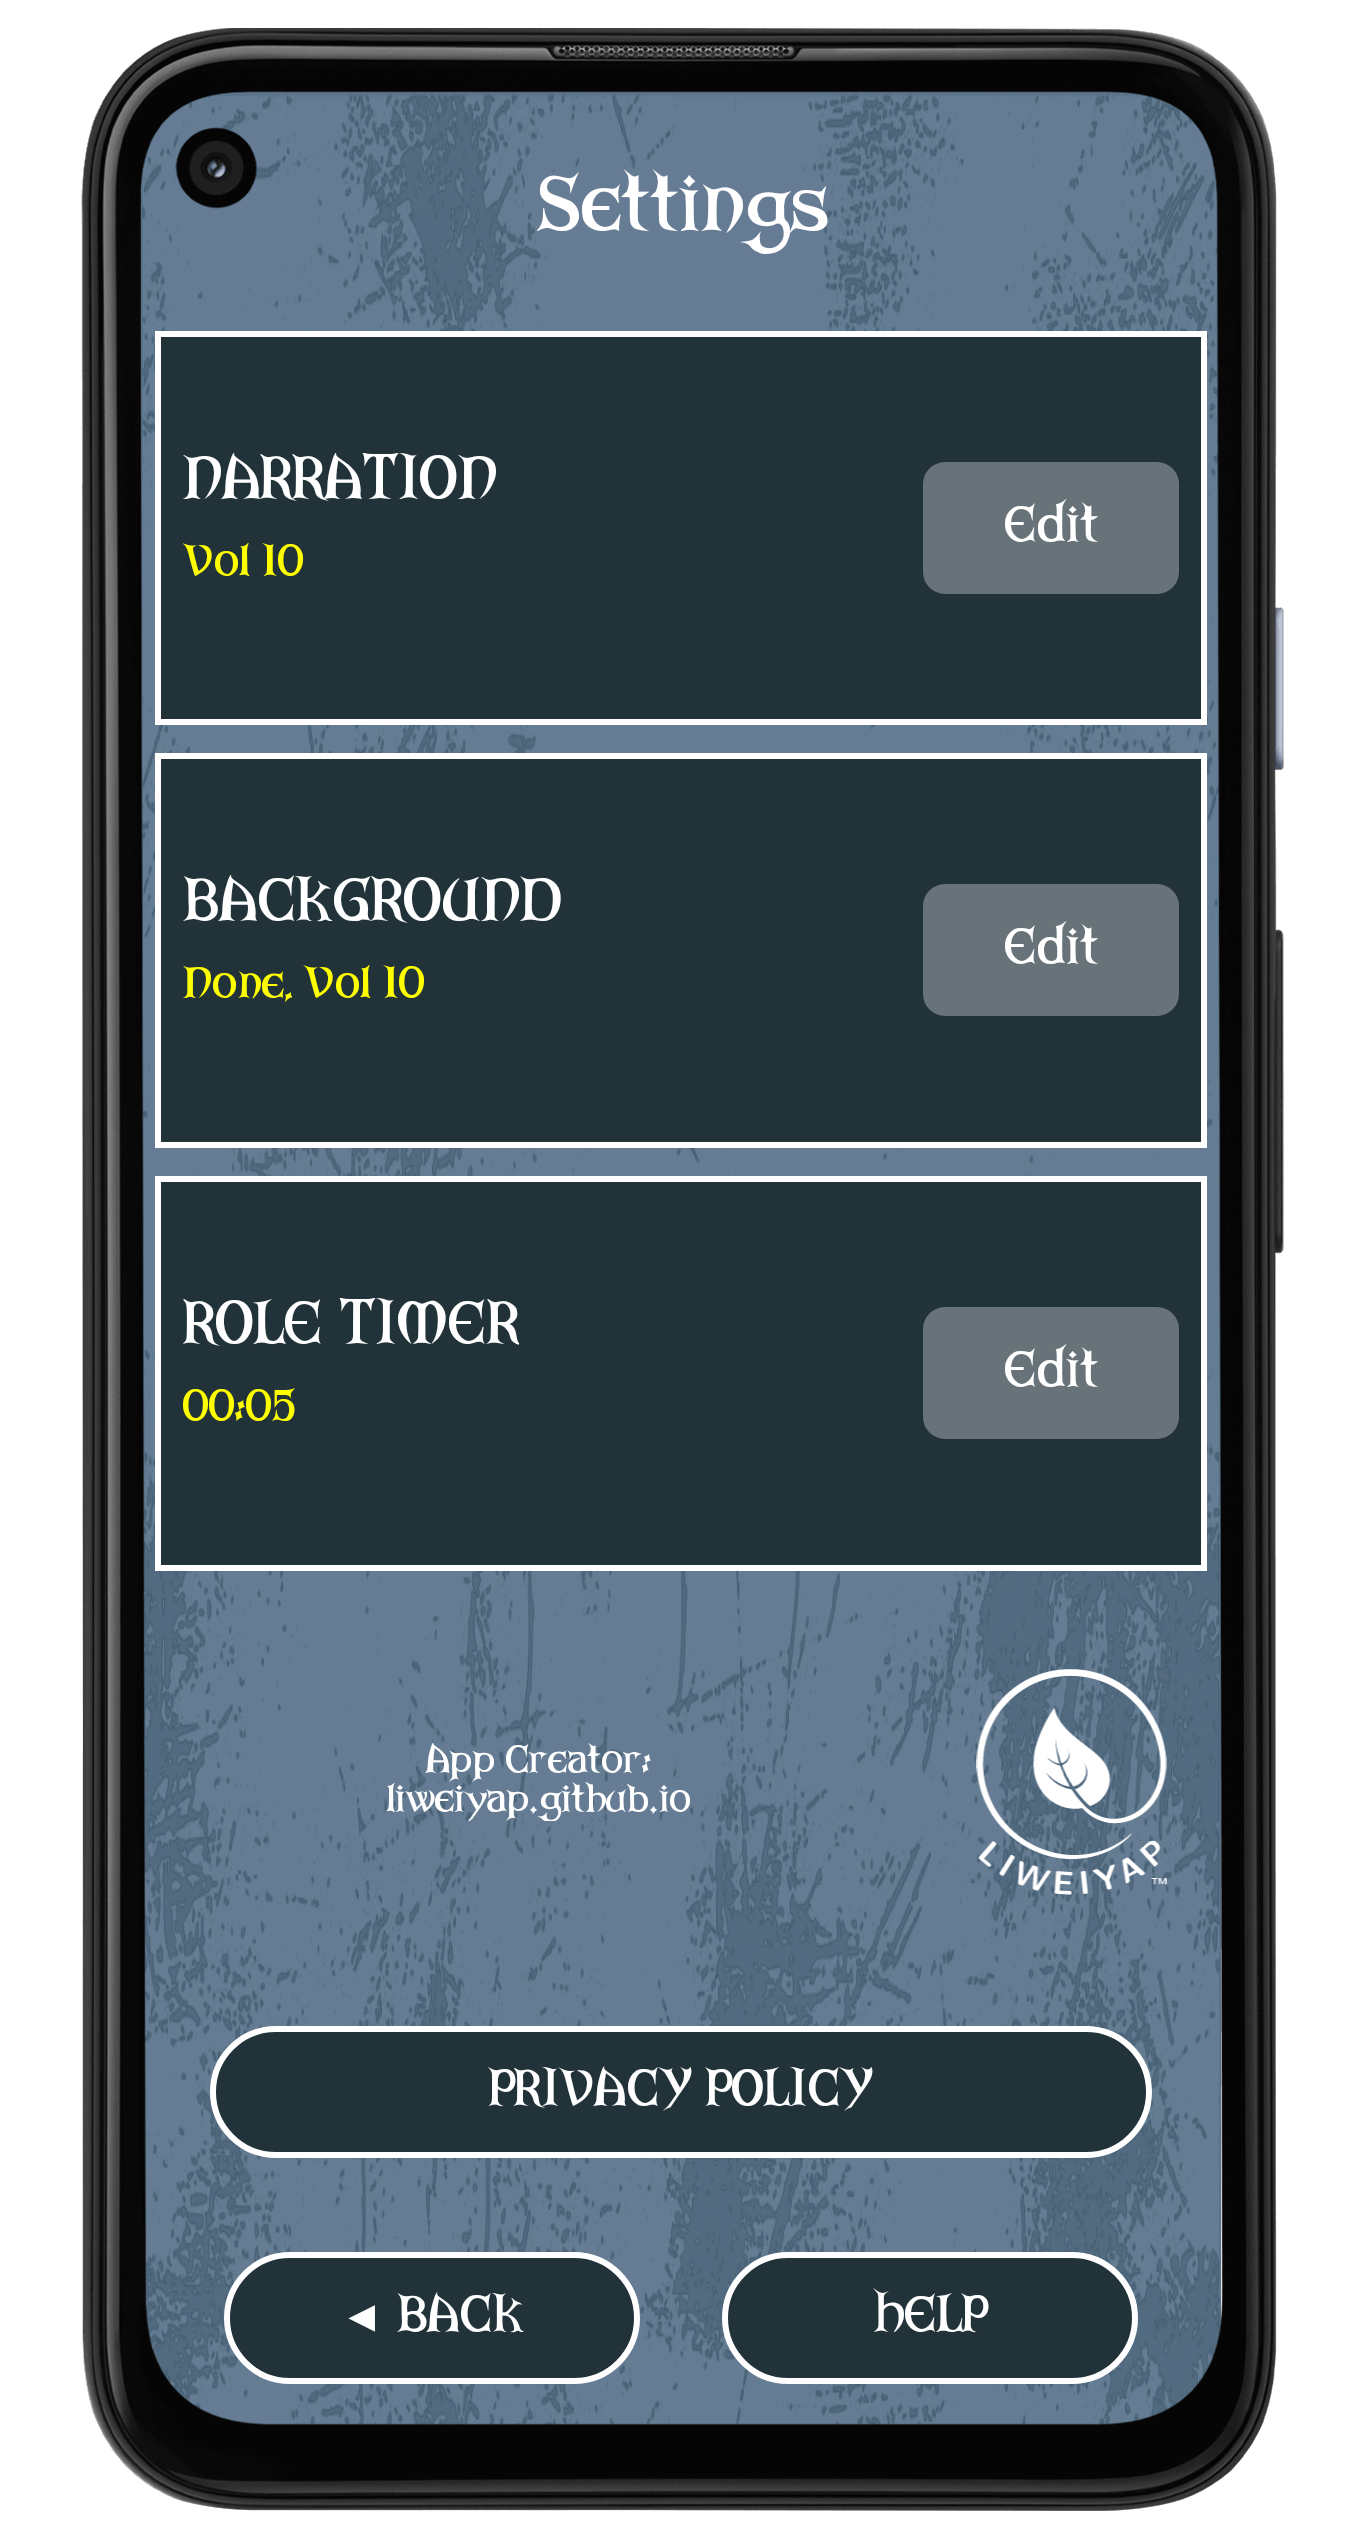 Settings
NARRATION
Vol 10
Edit
BACKGROUND
None, Vol 10
Edit
ROLE TIMER
00:05
Edit
App Creator:
liweiyap.github.io
LIWEIYAP™
PRIVACY POLICY
◄ BACK
HELP